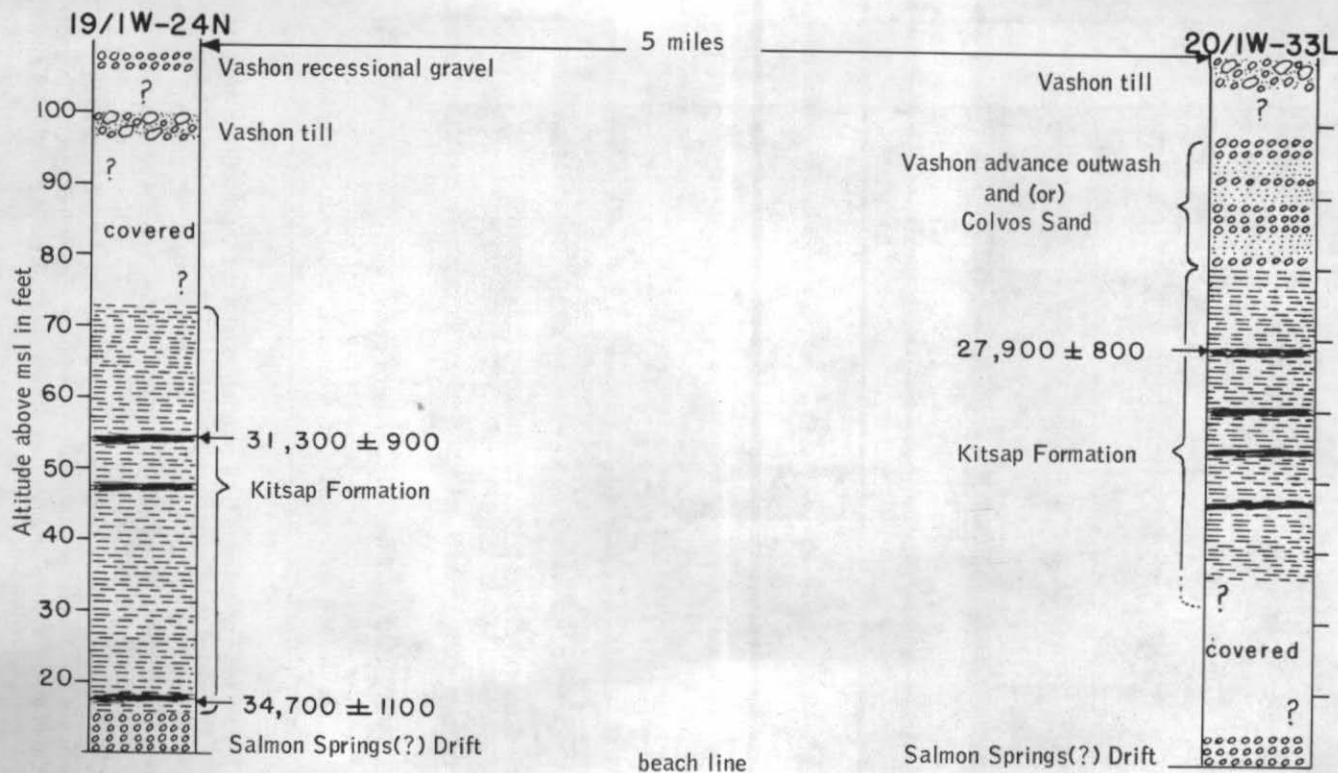 19/1W-24N
5 miles
20/1W-33L
Vashon recessional gravel
Vashon till
?
?
100
Vashon till
?
90
Vashon advance outwash
and (or)
Colvos Sand
covered
80
?
70
27,900 ± 800
60
31,300 ± 900
50
Kitsap Formation
Kitsap Formation
40
30
?
covered
20
34,700 ± 1100
?
Salmon Springs(?) Drift
Salmon Springs(?) Drift
beach line
Altitude above msl in feet